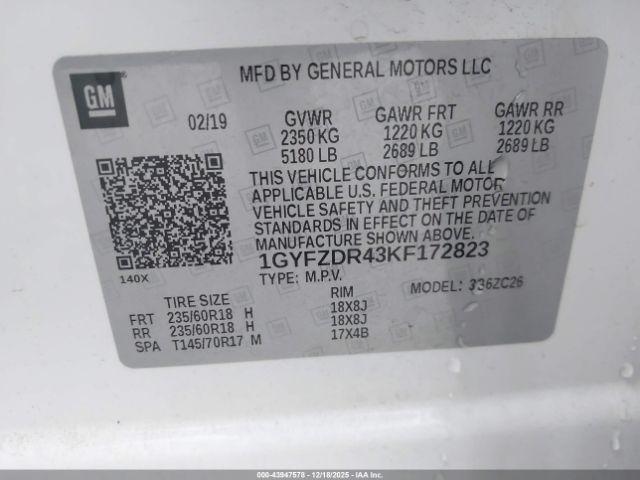 GM
MFD BY GENERAL MOTORS LLC
02/19 GVWR GAWR FRT GAWR RR
2350 KG 1220 KG 1220 KG
5180 LB 2689 LB 2689 LB
THIS VEHICLE CONFORMS TO ALL
APPLICABLE U.S. FEDERAL MOTOR
VEHICLE SAFETY AND THEFT PREVENTION
STANDARDS IN EFFECT ON THE DATE OF
MANUFACTURE SHOWN ABOVE.
1GYFZDR43KF172823
140X TYPE: M.P.V. MODEL: 336ZC26
TIRE SIZE RIM
FRT 235/60R18 H 18X8J
RR 235/60R18 H 18X8J
SPA T145/70R17 M 17X4B
000-43947578 - 12/18/2025 - IAA Inc.